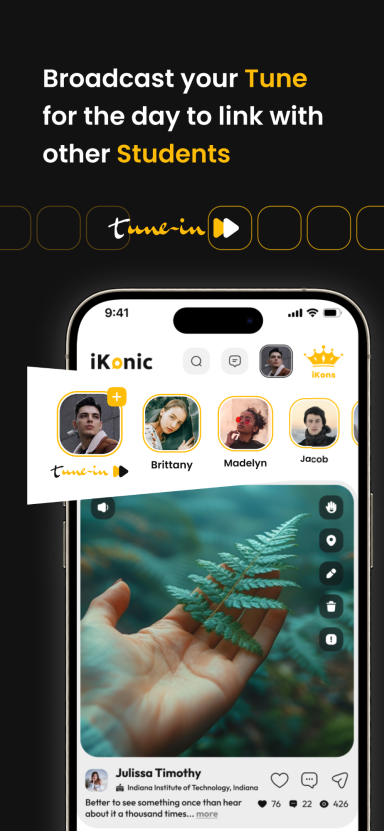 Broadcast your Tune
for the day to link with
other Students
tune-in
9:41
iKonic
iKons
tune-in
Brittany
Madelyn
Jacob
Julissa Timothy
Indiana Institute of Technology, Indiana
Better to see something once than hear
about it a thousand times... more
76
22
426